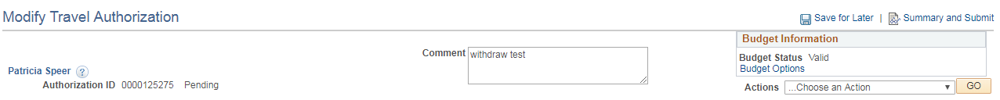 Modify Travel Authorization
Save for Later | Summary and Submit
Budget Information
Comment withdraw test
Budget Status Valid
Patricia Speer ?
Budget Options
Authorization ID 0000125275 Pending
Actions ...Choose an Action GO